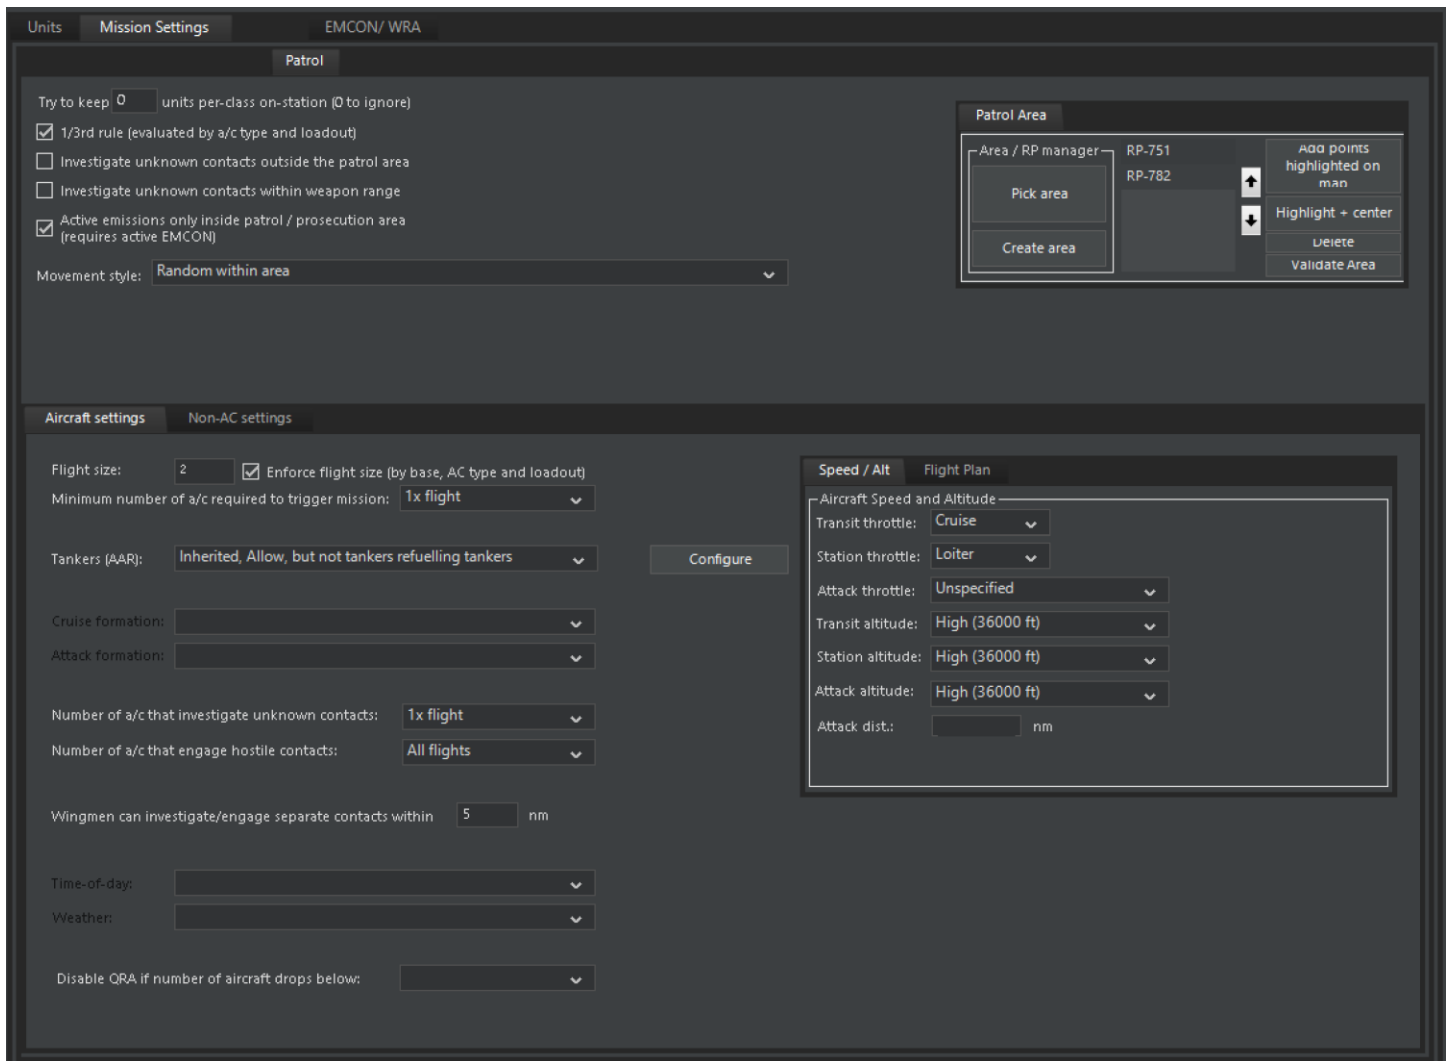 Units Mission Settings EMCON/ WRA
Patrol
Try to keep 0 units per-class on-station (0 to ignore)
1/3rd rule (evaluated by a/c type and loadout)
Investigate unknown contacts outside the patrol area
Investigate unknown contacts within weapon range
Active emissions only inside patrol / prosecution area
(requires active EMCON)
Movement style: Random within area
Patrol Area
Area / RP manager
Pick area
Create area
RP-751
RP-782
Add points
highlighted on
map
Highlight + center
Delete
Validate Area
Aircraft settings Non-AC settings
Flight size: 2 Enforce flight size (by base, AC type and loadout)
Minimum number of a/c required to trigger mission: 1x flight
Tankers (AAR): Inherited, Allow, but not tankers refuelling tankers Configure
Cruise formation:
Attack formation:
Number of a/c that investigate unknown contacts: 1x flight
Number of a/c that engage hostile contacts: All flights
Wingmen can investigate/engage separate contacts within 5 nm
Time-of-day:
Weather:
Disable QRA if number of aircraft drops below:
Speed / Alt Flight Plan
Aircraft Speed and Altitude
Transit throttle: Cruise
Station throttle: Loiter
Attack throttle: Unspecified
Transit altitude: High (36000 ft)
Station altitude: High (36000 ft)
Attack altitude: High (36000 ft)
Attack dist.: nm